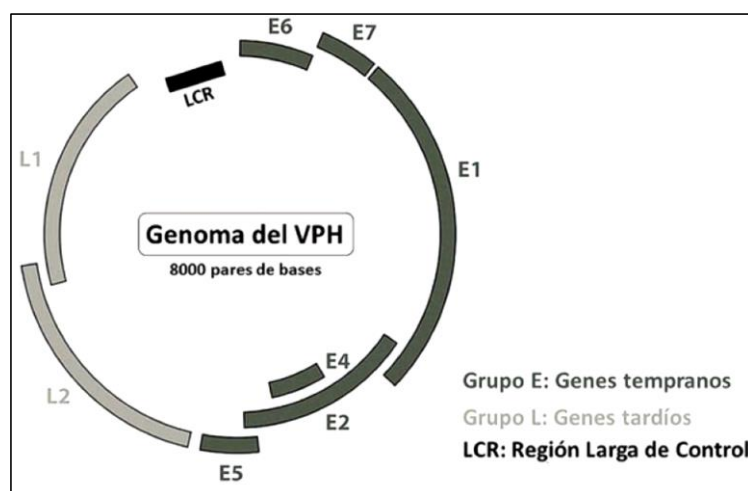 E6
E7
LCR
L1
E1
Genoma del VPH
8000 pares de bases
E4
L2
E2
E5
Grupo E: Genes tempranos
Grupo L: Genes tardíos
LCR: Región Larga de Control